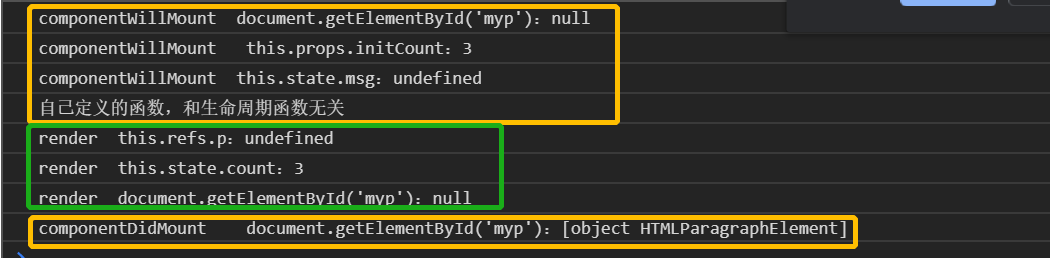 componentWillMount  document.getElementById('myp')：null
componentWillMount   this.props.initCount：3
componentWillMount  this.state.msg：undefined
自己定义的函数，和生命周期函数无关
render  this.refs.p：undefined
render  this.state.count：3
render  document.getElementById('myp')：null
componentDidMount    document.getElementById('myp')：[object HTMLParagraphElement]